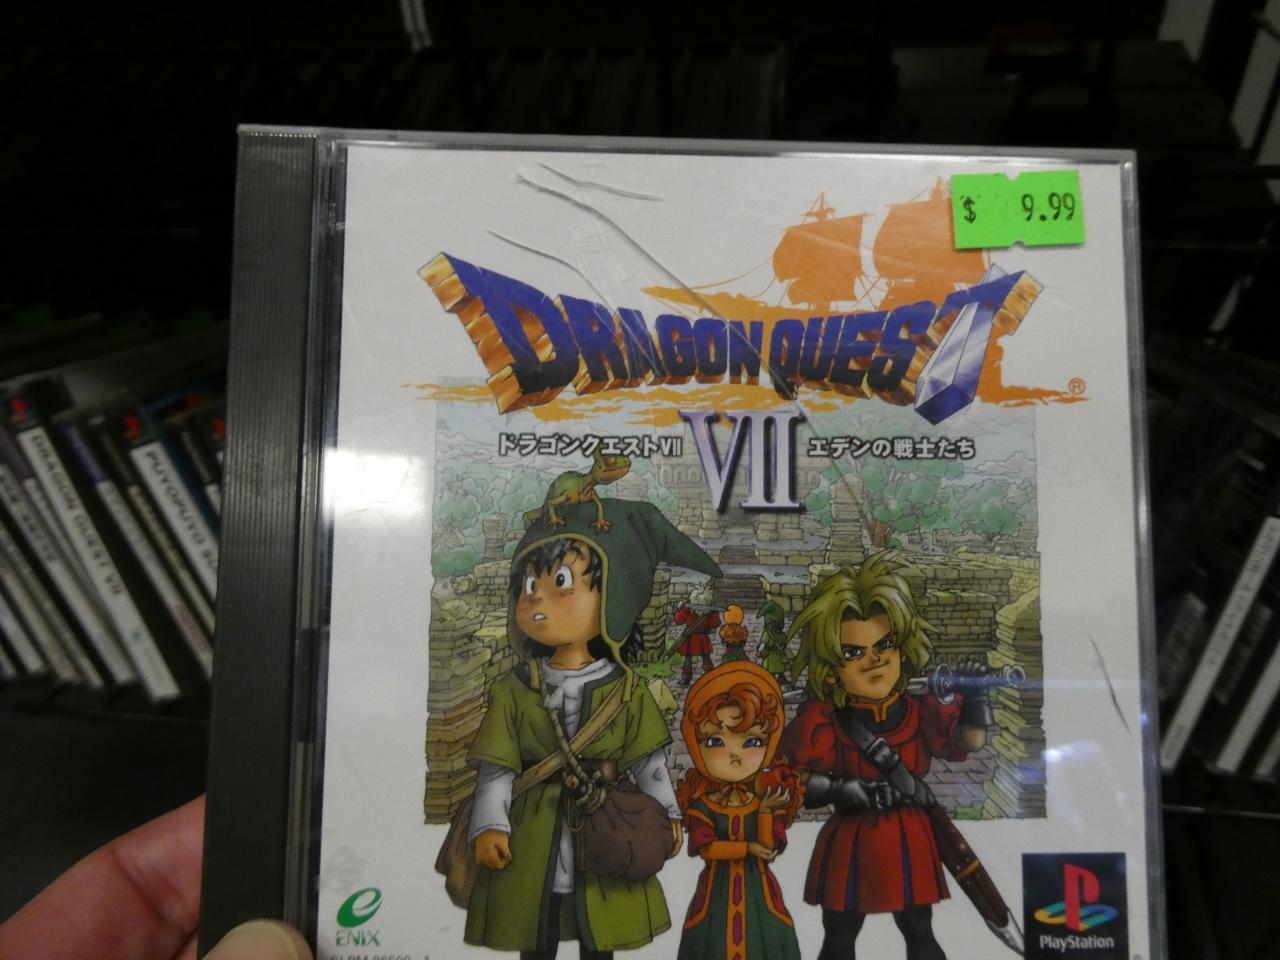 $ 9.99
DRAGON QUEST
®
ドラゴンクエストVII
VII
エデンの戦士たち
ENIX
PlayStation
DRAGON QUEST VII
PUYOPUYO